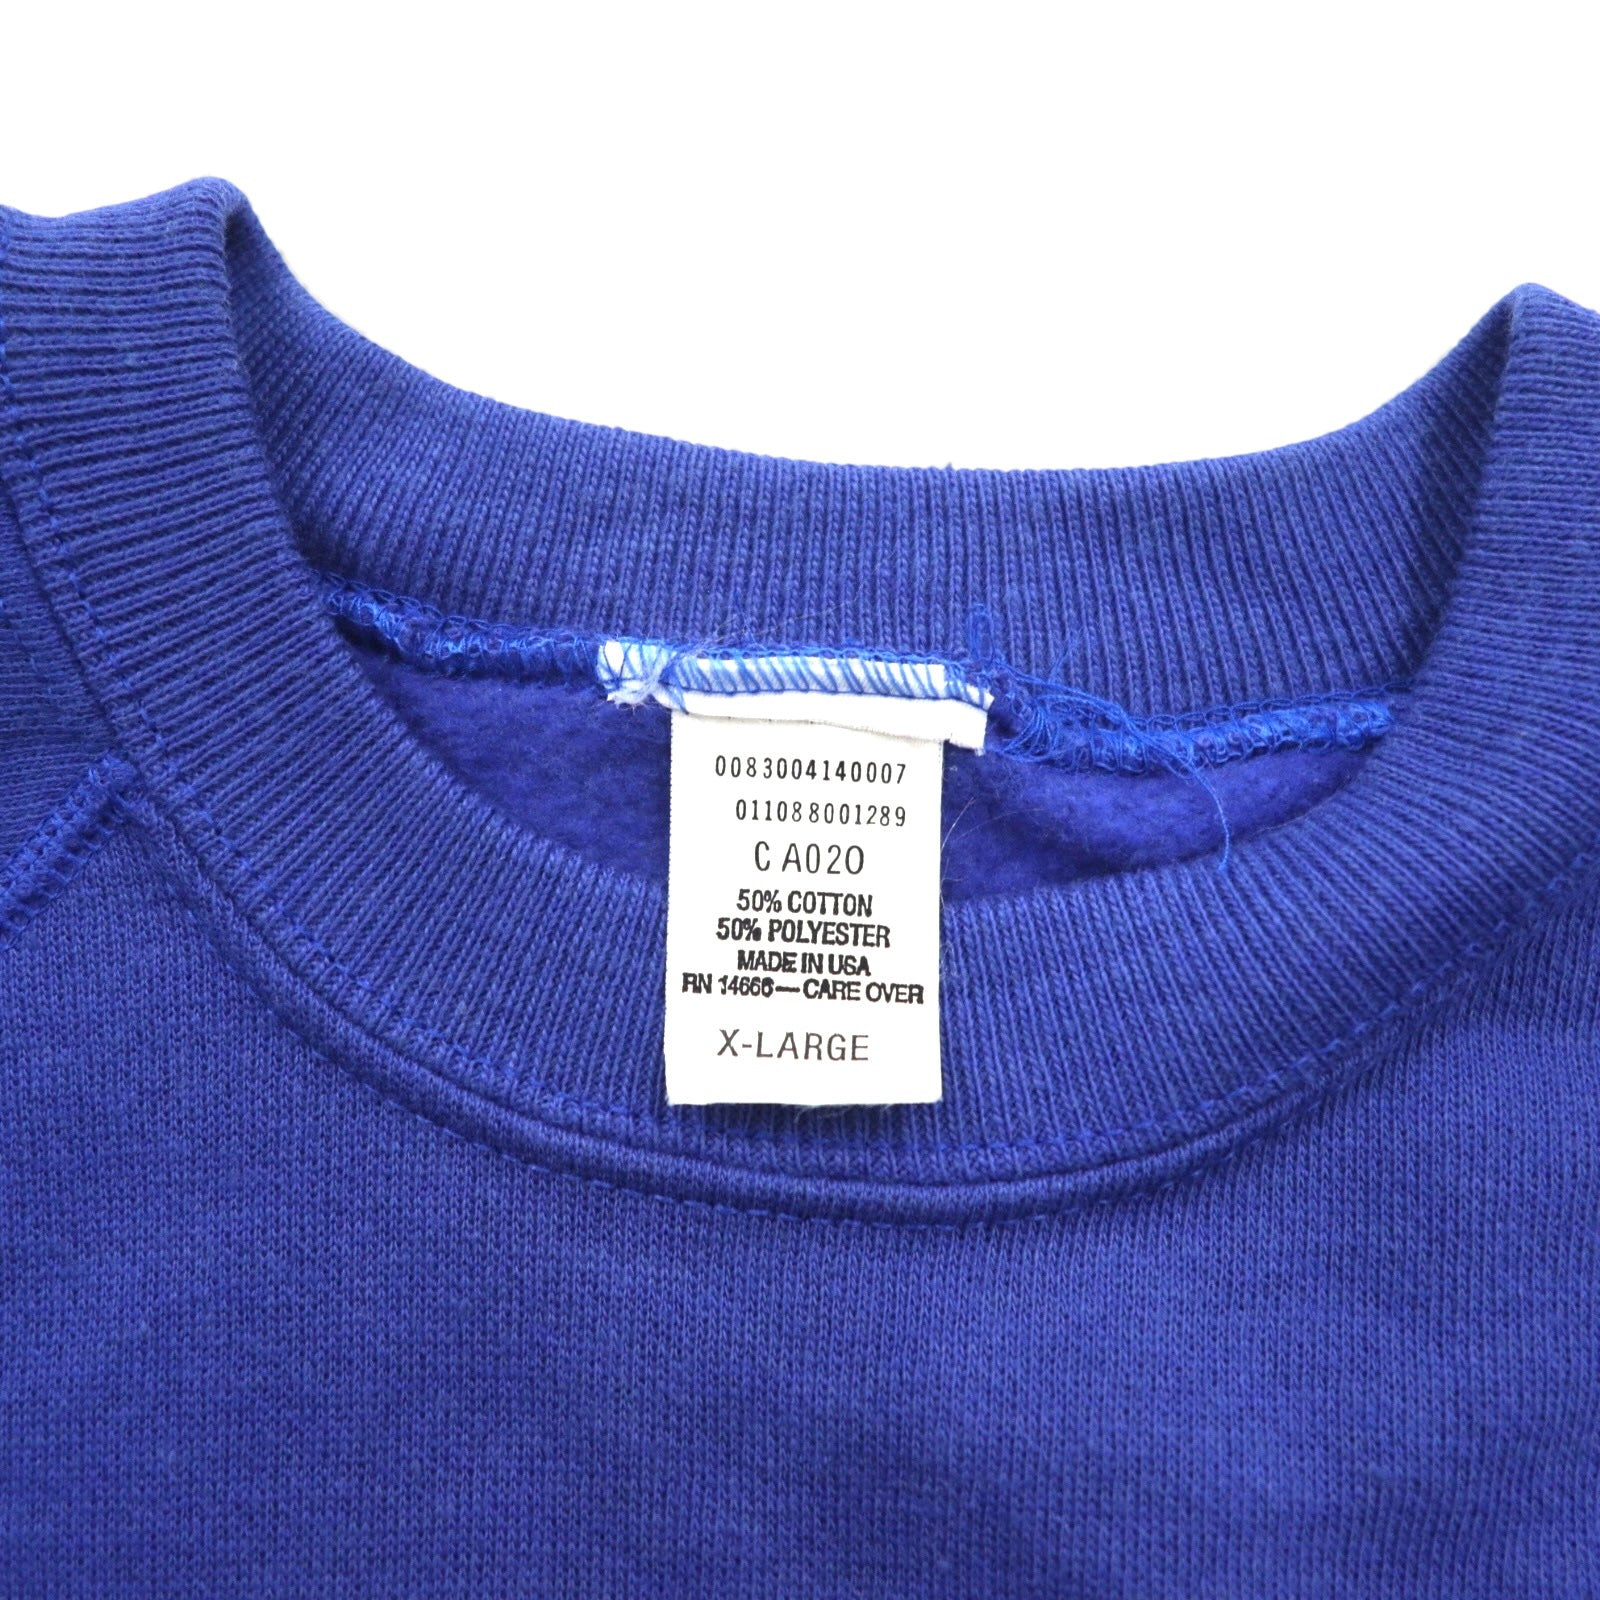 0083004140007
011088001289
C A020
50% COTTON
50% POLYESTER
MADE IN USA
RN 14666—CARE OVER
X-LARGE